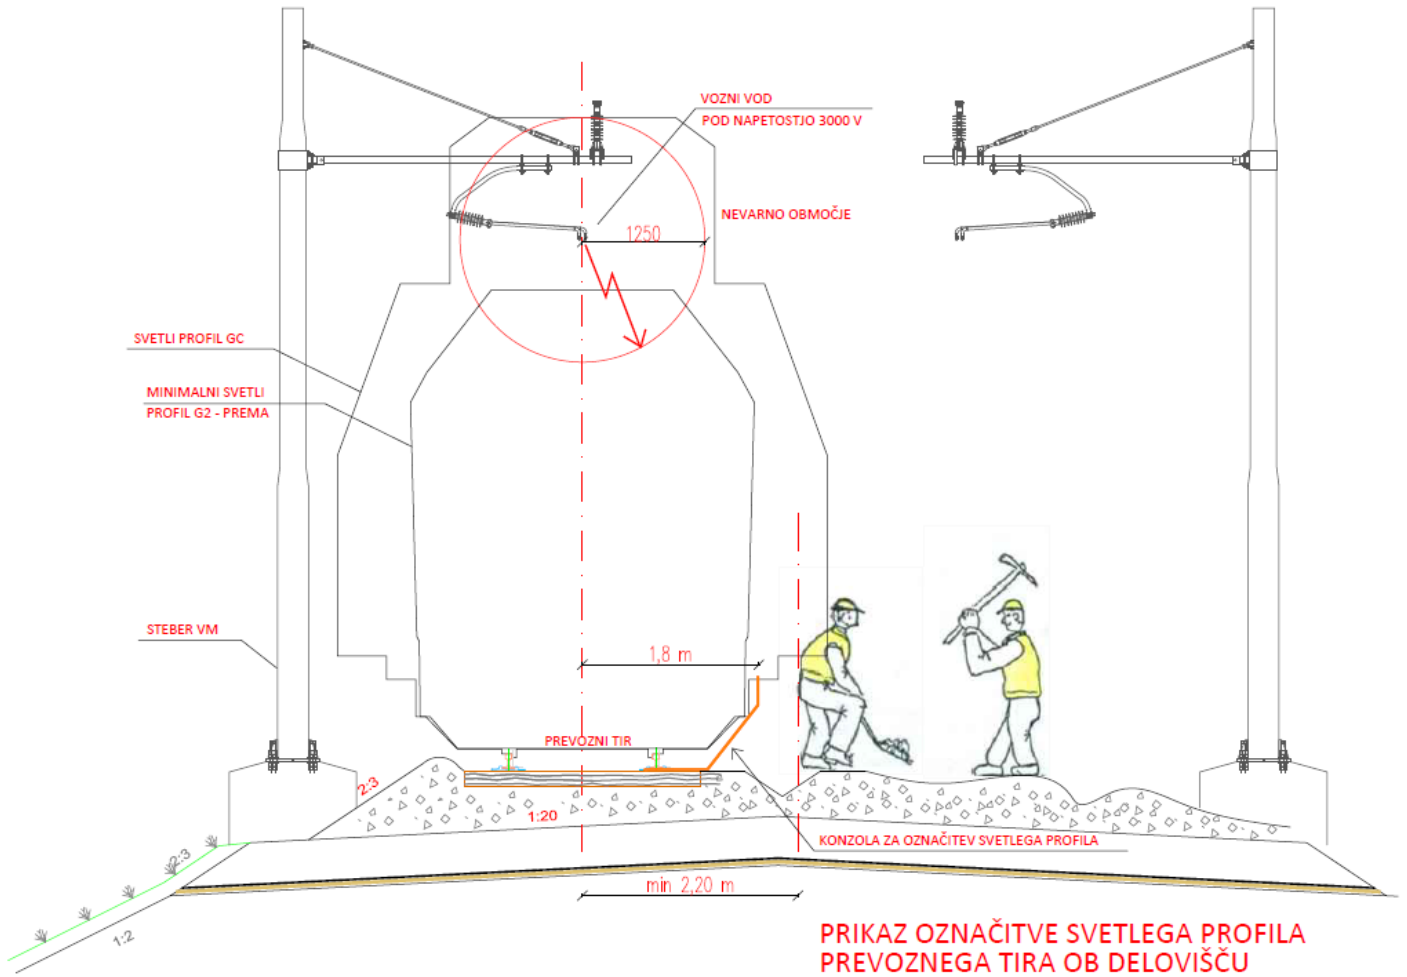 VOZNI VOD
POD NAPETOSTJO 3000 V
NEVARNO OBMOČJE
1250
SVETLI PROFIL GC
MINIMALNI SVETLI
PROFIL G2 - PREMA
STEBER VM
1,8 m
PREVOZNI TIR
2:3
1:20
KONZOLA ZA OZNAČITEV SVETLEGA PROFILA
2:3
min 2,20 m
1:2
PRIKAZ OZNAČITVE SVETLEGA PROFILA
PREVOZNEGA TIRA OB DELOVIŠČU